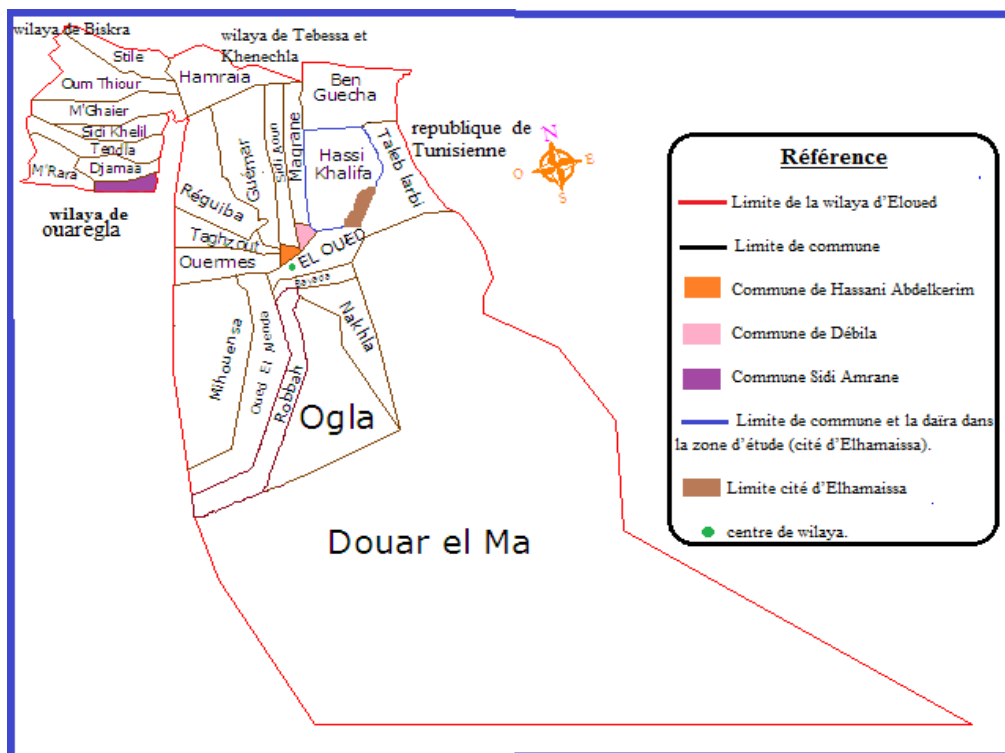 wilaya de Biskra
wilaya de Tebessa et
Khenechla
Stile
Oum Thiour
Hamraia
Ben
Guecha
M'Ghaier
Sidi Khelil
Tendla
Djamaa
M'Rara
wilaya de
ouaregla
republique de
Tunisienne
N
E
S
O
Guémar
Sidi Aoun
Magrane
Hassi
Khalifa
Taleb larbi
Réguiba
Taghzout
Ouermes
EL OUED
Bayada
Mihouensa
Oued El Alenda
Robbah
Nakhla
Ogla
Douar el Ma
Référence
Limite de la wilaya d'Eloued
Limite de commune
Commune de Hassani Abdelkerim
Commune de Débila
Commune Sidi Amrane
Limite de commune et la daïra dans
la zone d'étude (cité d'Elhamaissa).
Limite cité d'Elhamaissa
centre de wilaya.